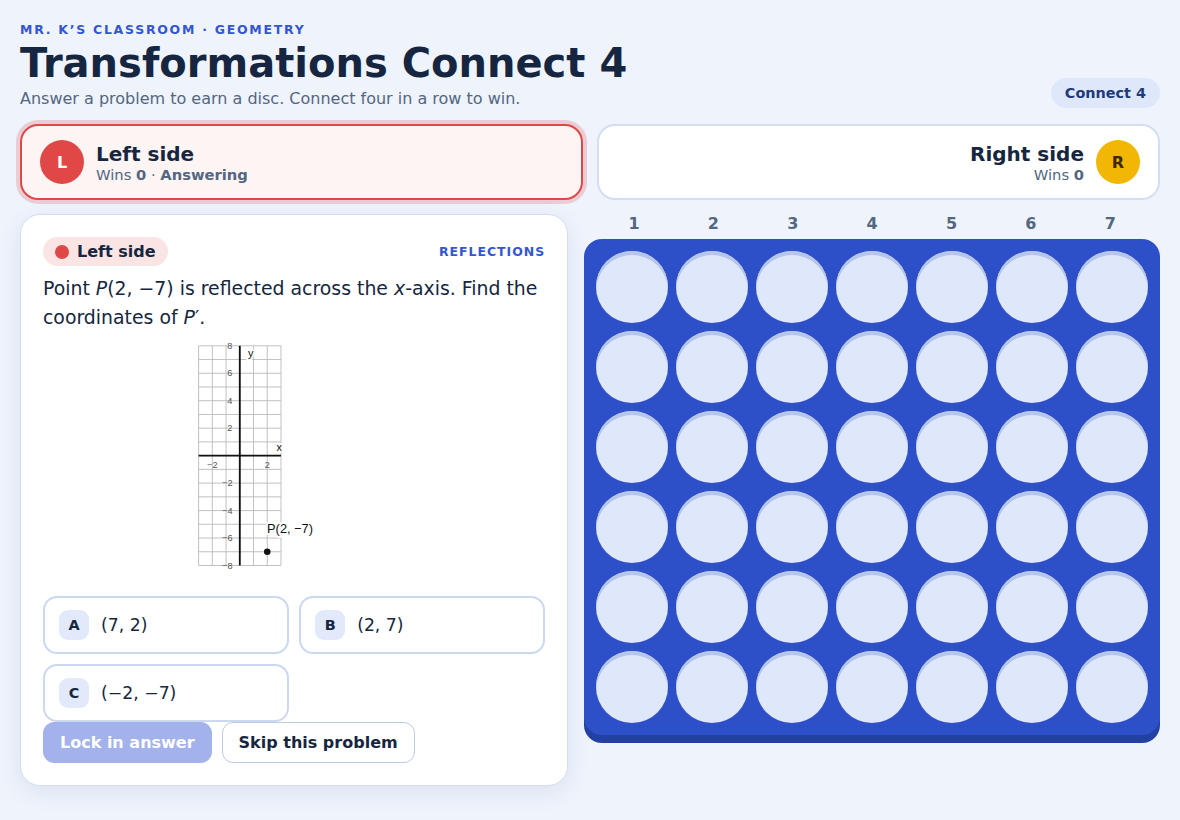 MR. K’S CLASSROOM · GEOMETRY
Transformations Connect 4
Answer a problem to earn a disc. Connect four in a row to win.
Connect 4
L
Left side
Wins 0 · Answering
Right side
Wins 0
R
Left side
REFLECTIONS
Point P(2, −7) is reflected across the x-axis. Find the
coordinates of P′.
8
y
6
4
2
x
−2
2
−2
−4
P(2, −7)
−6
−8
A
(7, 2)
B
(2, 7)
C
(−2, −7)
Lock in answer
Skip this problem
1 2 3 4 5 6 7